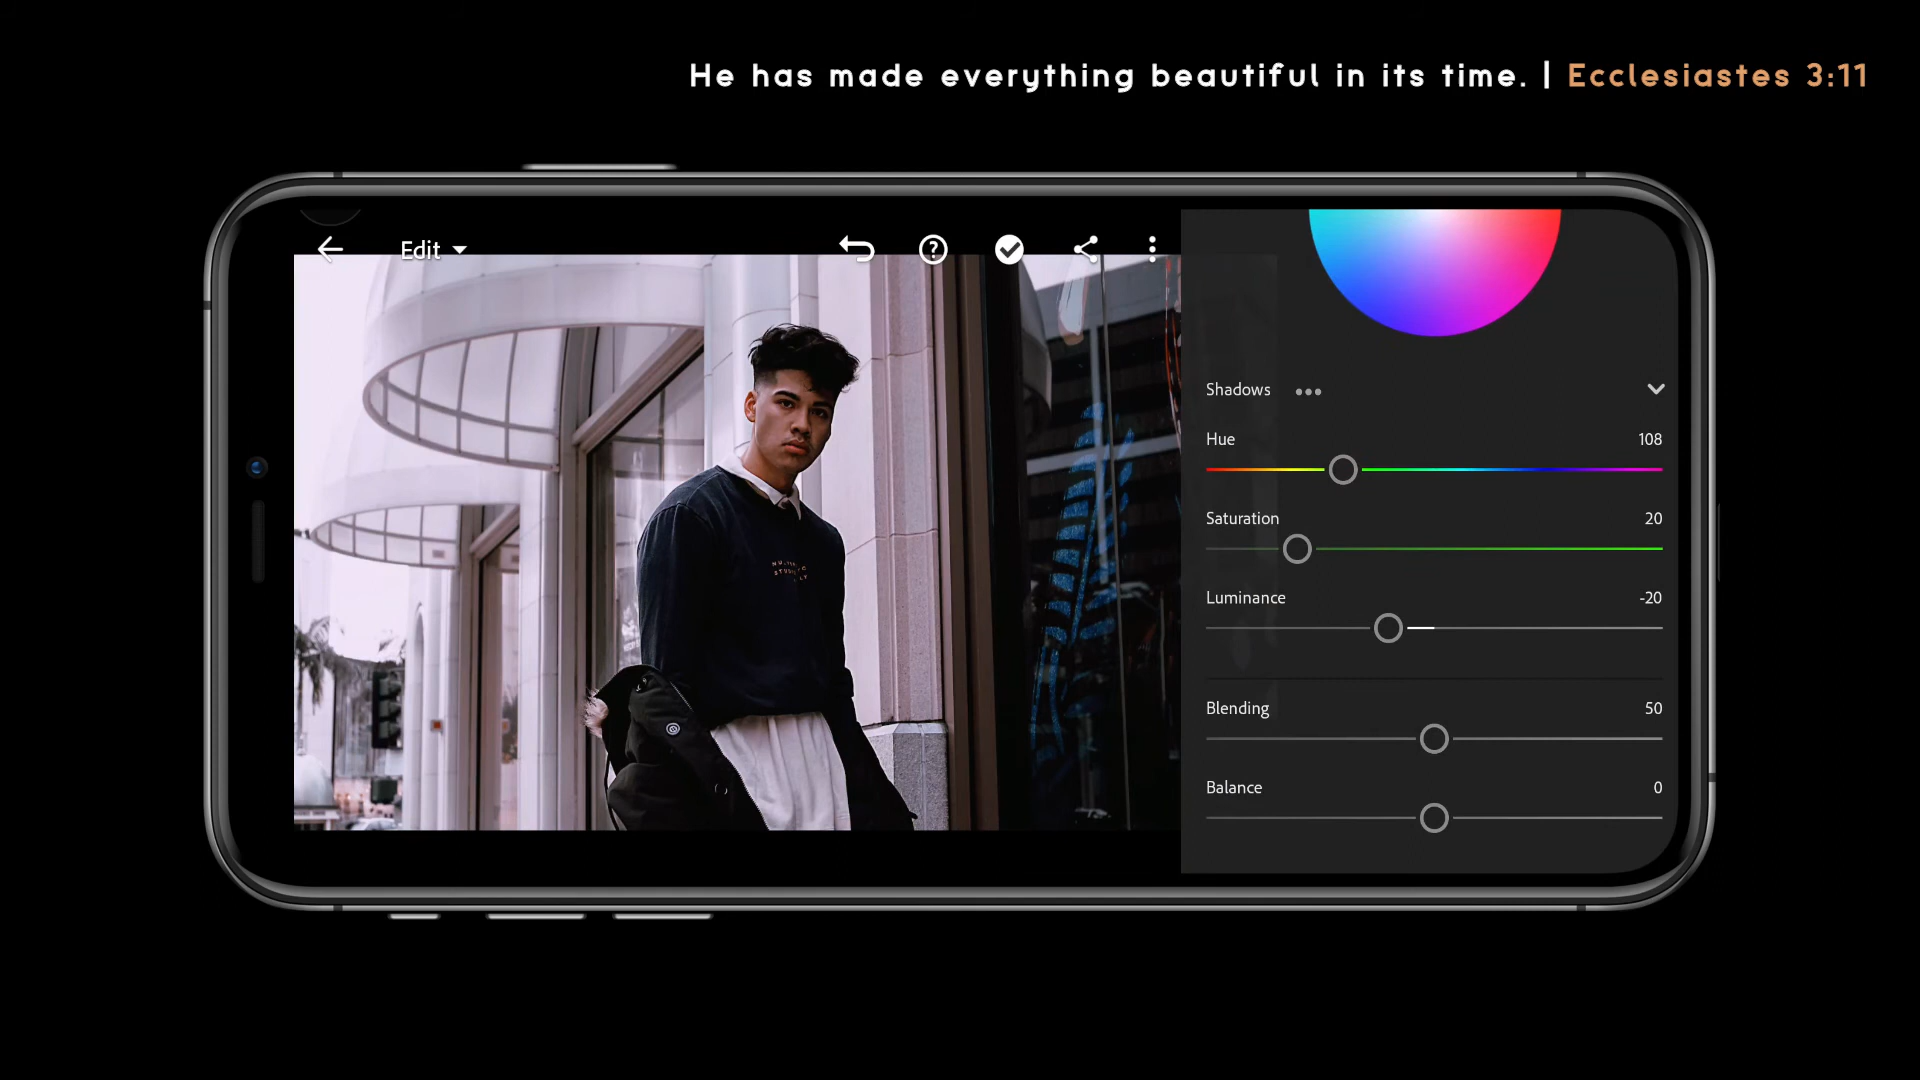 He has made everything beautiful in its time. | Ecclesiastes 3:11
Edit
Shadows
Hue 108
Saturation 20
Luminance -20
Blending 50
Balance 0